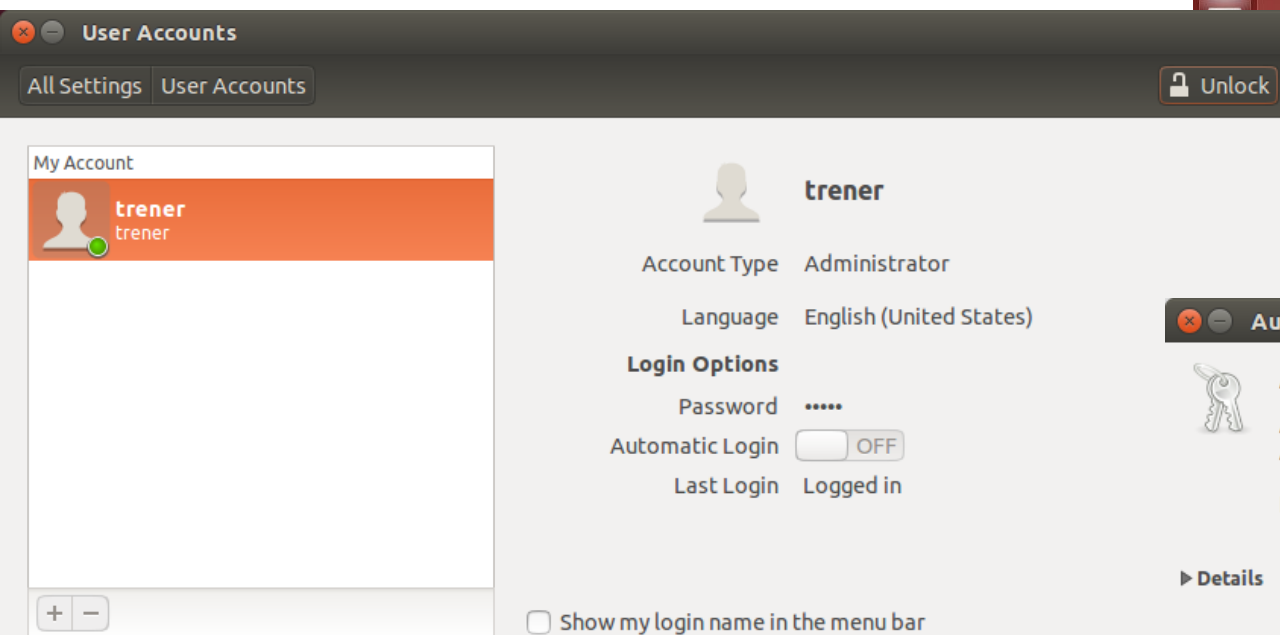 User Accounts
All Settings User Accounts Unlock
My Account
trener
trener
trener
Account Type Administrator
Language English (United States)
Login Options
Password •••••
Automatic Login OFF
Last Login Logged in
+ −
Show my login name in the menu bar
Au
Details